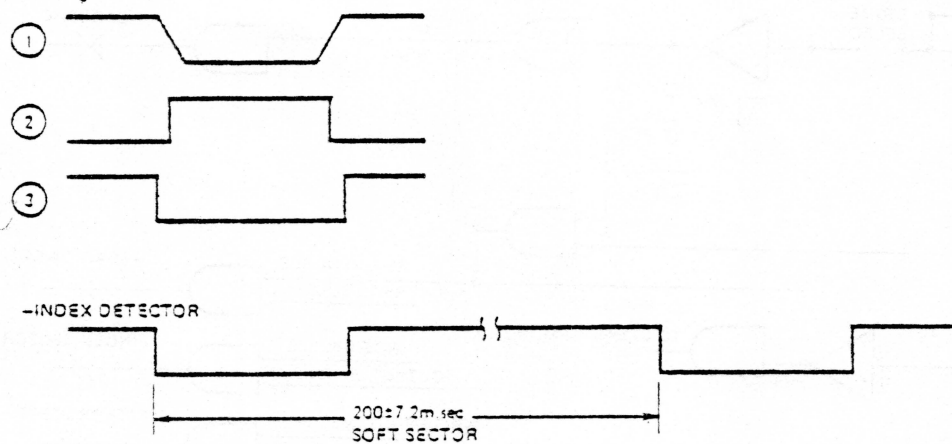 1
2
3
-INDEX DETECTOR
200±7.2m.sec
SOFT SECTOR